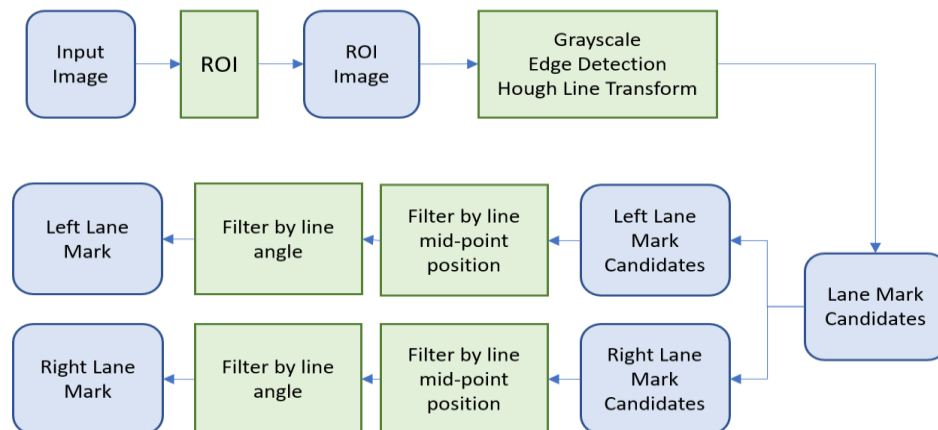 Input
Image
ROI
ROI
Image
Grayscale
Edge Detection
Hough Line Transform
Left Lane
Mark
Filter by line
angle
Filter by line
mid-point
position
Left Lane
Mark
Candidates
Lane Mark
Candidates
Right Lane
Mark
Filter by line
angle
Filter by line
mid-point
position
Right Lane
Mark
Candidates